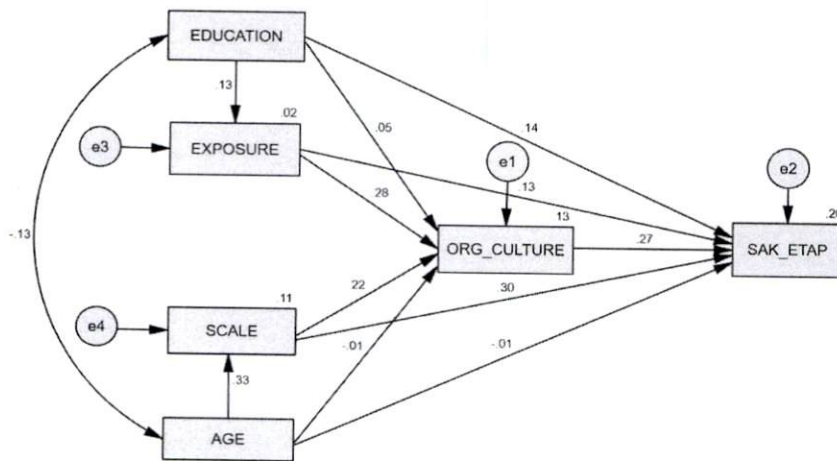 EDUCATION
.13
.02
e3
EXPOSURE
.05
.14
e1
e2
.13
.28
-.13
13
.26
ORG_CULTURE
.27
SAK_ETAP
.11
22
30
e4
SCALE
-.01
-.01
.33
AGE